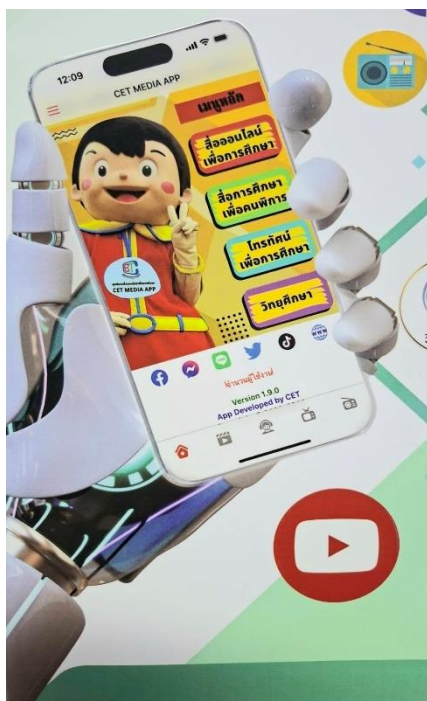 12:09
CET MEDIA APP
เมนูหลัก
สื่อออนไลน์
เพื่อการศึกษา
สื่อการศึกษา
เพื่อคนพิการ
โทรทัศน์
เพื่อการศึกษา
วิทยุศึกษา
CET MEDIA APP
www
จำนวนผู้ใช้งาน
Version 1.9.0
App Developed by CET